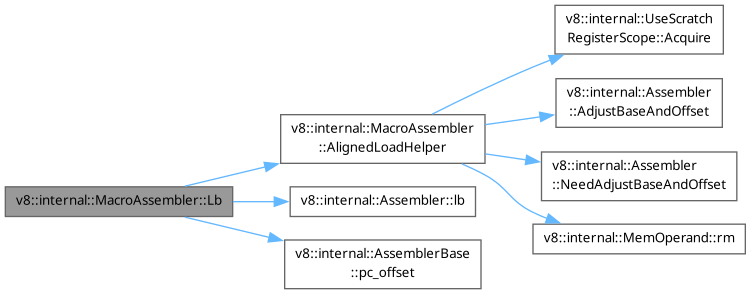 v8::internal::UseScratch
RegisterScope::Acquire
v8::internal::Assembler
::AdjustBaseAndOffset
v8::internal::MacroAssembler
::AlignedLoadHelper
v8::internal::Assembler
::NeedAdjustBaseAndOffset
v8::internal::MacroAssembler::Lb
v8::internal::Assembler::lb
v8::internal::MemOperand::rm
v8::internal::AssemblerBase
::pc_offset